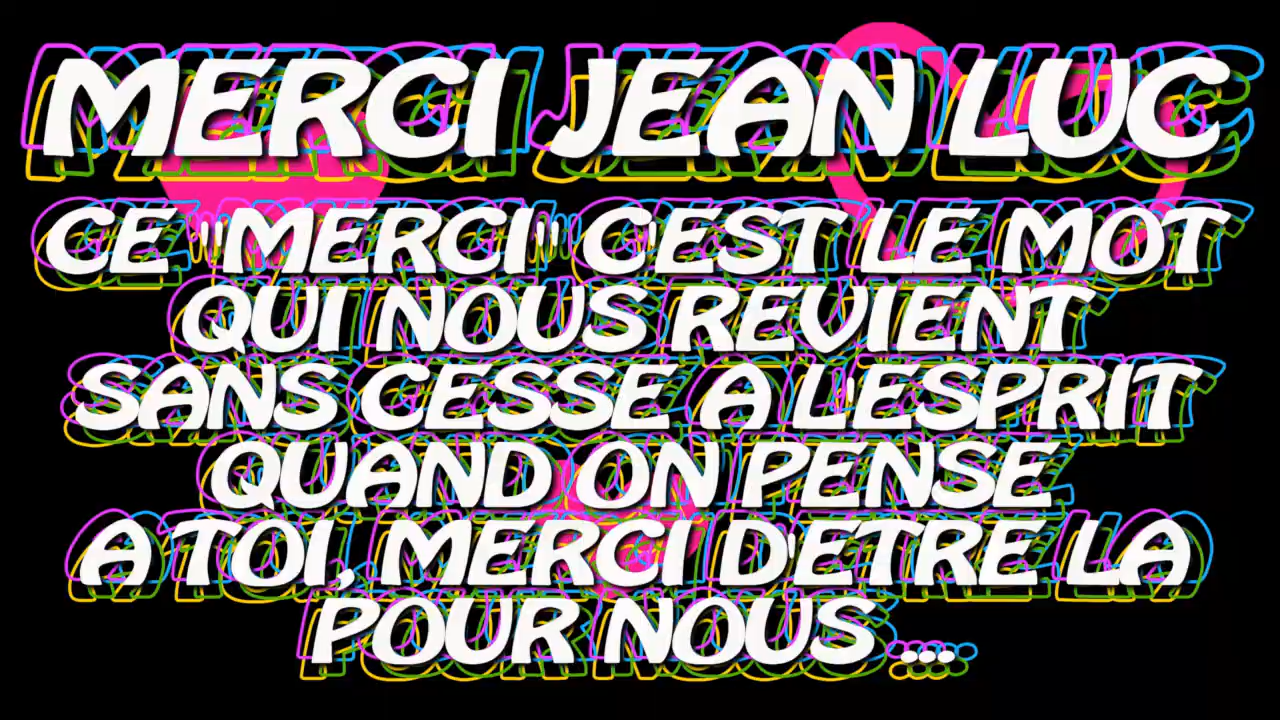 MERCI JEAN LUC
CE "MERCI" C'EST LE MOT
QUI NOUS REVIENT
SANS CESSE A L'ESPRIT
QUAND ON PENSE
A TOI, MERCI D'ETRE LA
POUR NOUS ...